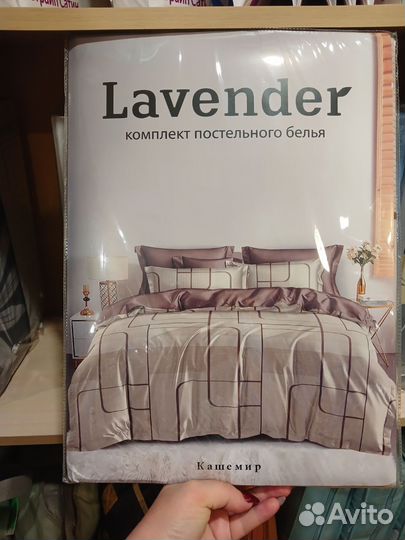 Lavender
комплект постельного белья
Кашемир
Avito